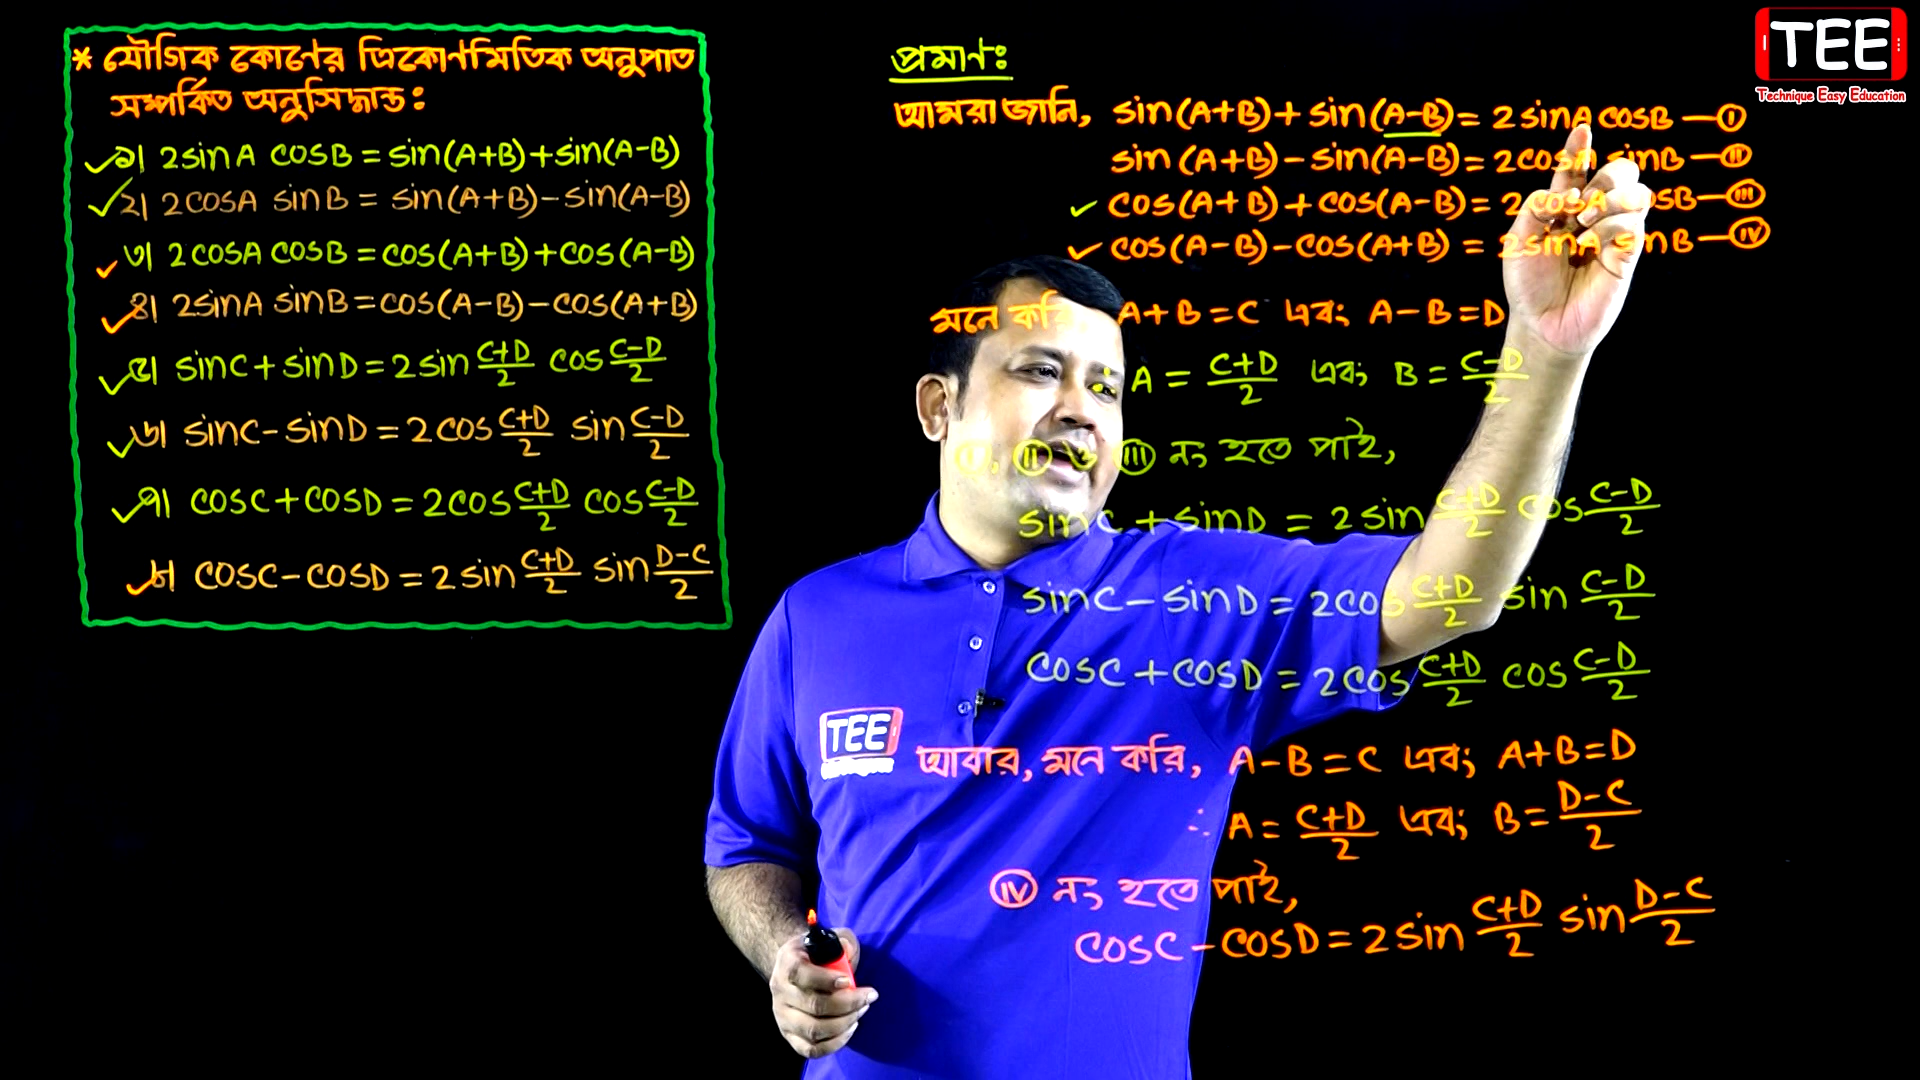 * যৌগিক কোণের ত্রিকোণমিতিক অনুপাত
সম্পর্কিত অনুসিদ্ধান্ত:
১। 2sinA cosB = sin(A+B)+sin(A-B)
২। 2cosA sinB = sin(A+B)-sin(A-B)
৩। 2cosA cosB = cos(A+B)+cos(A-B)
৪। 2sinA sinB = cos(A-B)-cos(A+B)
৫। sinC+sinD = 2sin (C+D)/2 cos (C-D)/2
৬। sinC-sinD = 2cos (C+D)/2 sin (C-D)/2
৭। cosC+cosD = 2cos (C+D)/2 cos (C-D)/2
৮। cosC-cosD = 2sin (C+D)/2 sin (D-C)/2
প্রমাণঃ
আমরা জানি, sin(A+B)+sin(A-B) = 2sinA cosB —(I)
sin(A+B)-sin(A-B) = 2cosA sinB —(II)
cos(A+B)+cos(A-B) = 2cosA cosB —(III)
cos(A-B)-cos(A+B) = 2sinA sinB —(IV)
মনে করি, A+B=C এবং A-B=D
∴ A = (C+D)/2 এবং B = (C-D)/2
(I), (II) ও (III) নং হতে পাই,
sinC+sinD = 2sin (C+D)/2 cos (C-D)/2
sinC-sinD = 2cos (C+D)/2 sin (C-D)/2
cosC+cosD = 2cos (C+D)/2 cos (C-D)/2
আবার, মনে করি, A-B=C এবং A+B=D
∴ A = (C+D)/2 এবং B = (D-C)/2
(IV) নং হতে পাই,
cosC-cosD = 2sin (C+D)/2 sin (D-C)/2
TEE
Technique Easy Education
TEE